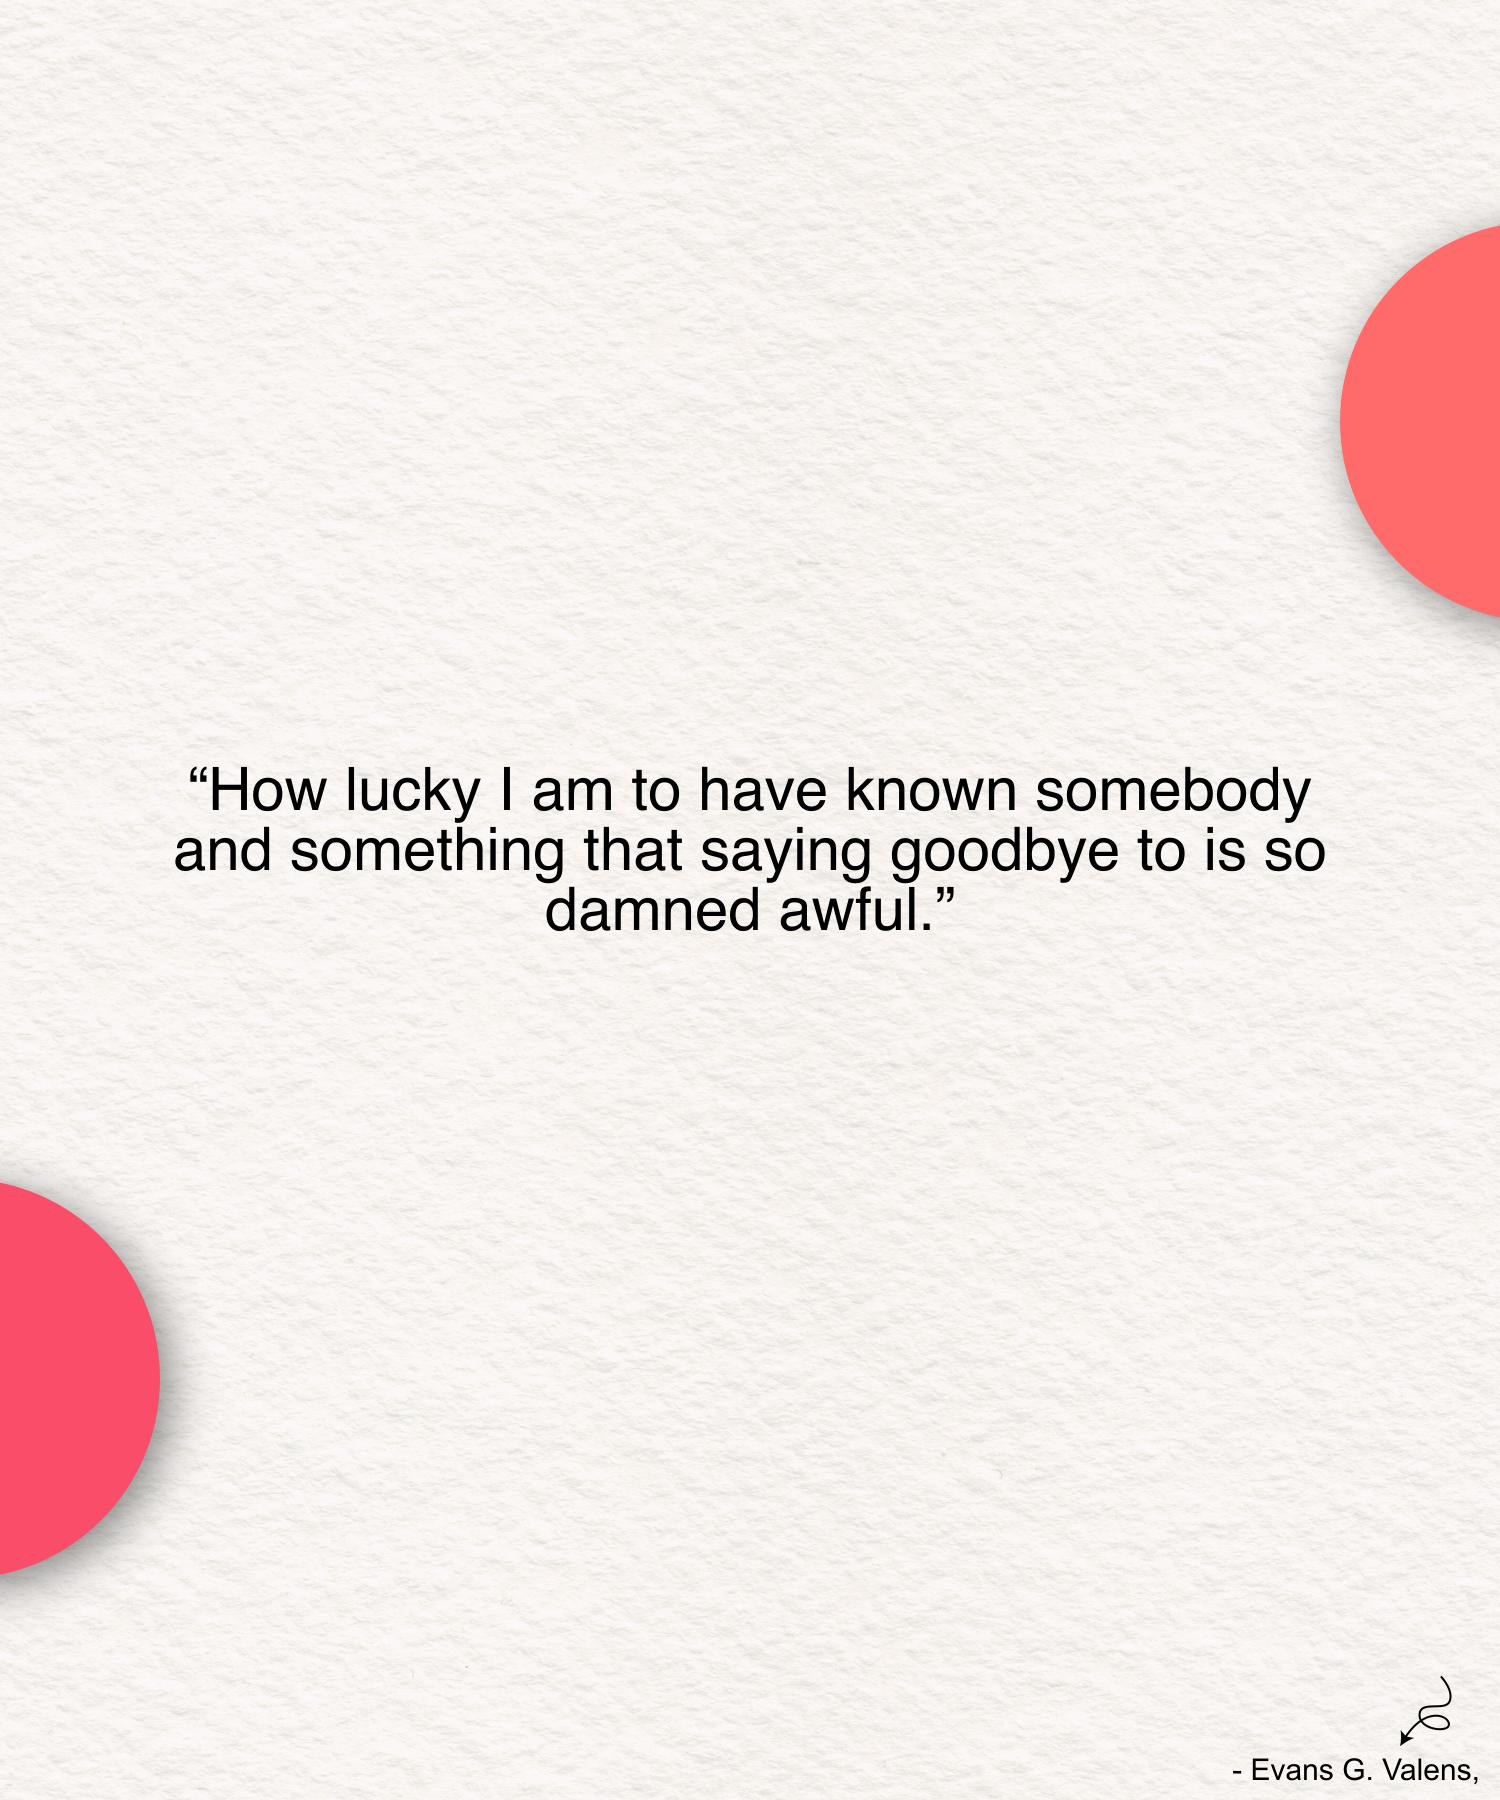 “How lucky I am to have known somebody
and something that saying goodbye to is so
damned awful.”
- Evans G. Valens,